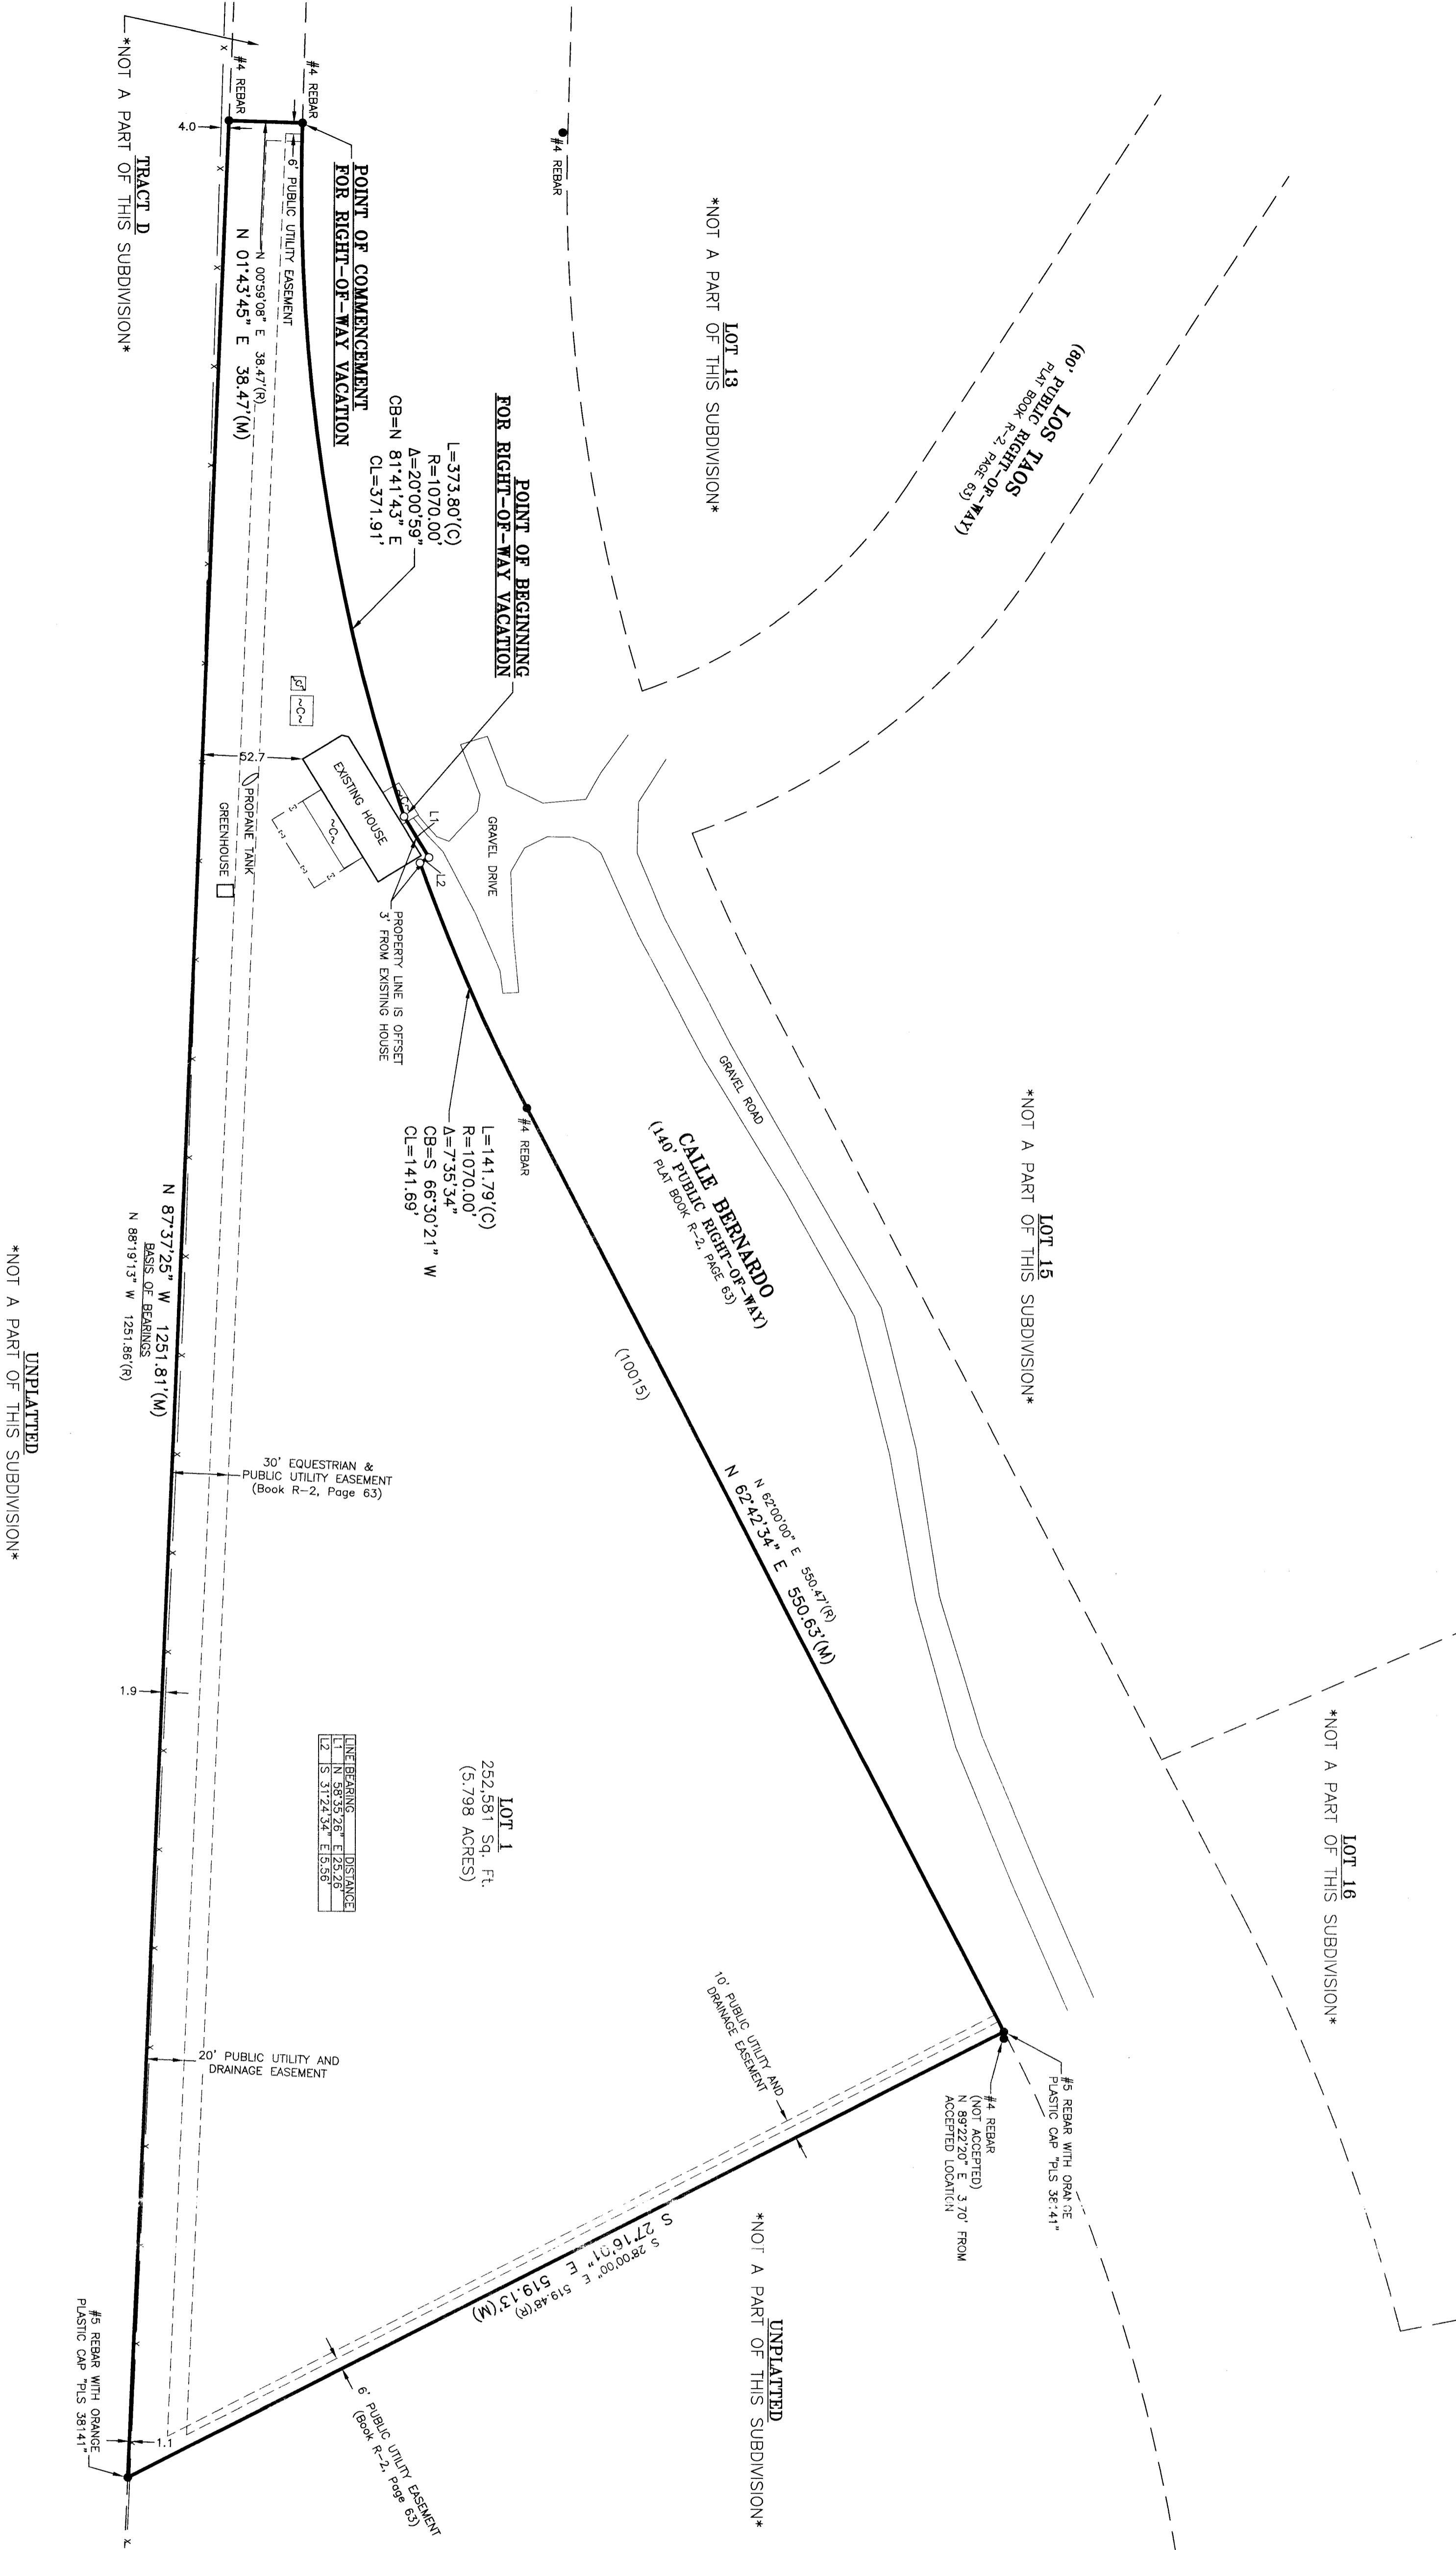 *NOT A PART OF THIS SUBDIVISION*
#4 REBAR
#4 REBAR
4.0
TRACT D
*NOT A PART OF THIS SUBDIVISION*
6' PUBLIC UTILITY EASEMENT
N 00°59'08" E 38.47'(R)
N 01°43'45" E 38.47'(M)
POINT OF COMMENCEMENT
FOR RIGHT-OF-WAY VACATION
#4 REBAR
LOT 13
*NOT A PART OF THIS SUBDIVISION*
LOS TAOS
(80' PUBLIC RIGHT-OF-WAY)
PLAT BOOK R-2, PAGE 63)
L=373.80'(C)
R=1070.00'
Δ=20°00'59"
CB=N 81°41'43" E
CL=371.91'
POINT OF BEGINNING
FOR RIGHT-OF-WAY VACATION
~C~
~C~
52.7
EXISTING HOUSE
~C~
~C~
L1
L2
PROPANE TANK
GREENHOUSE
GRAVEL DRIVE
PROPERTY LINE IS OFFSET
3' FROM EXISTING HOUSE
GRAVEL ROAD
#4 REBAR
L=141.79'(C)
R=1070.00'
Δ=7°35'34"
CB=S 66°30'21" W
CL=141.69'
CALLE BERNARDO
(140' PUBLIC RIGHT-OF-WAY)
PLAT BOOK R-2, PAGE 63)
LOT 15
*NOT A PART OF THIS SUBDIVISION*
N 87°37'25" W 1251.81'(M)
BASIS OF BEARINGS
N 88°19'13" W 1251.86'(R)
UNPLATTED
*NOT A PART OF THIS SUBDIVISION*
(10015)
30' EQUESTRIAN &
PUBLIC UTILITY EASEMENT
(Book R-2, Page 63)
N 62°00'00" E 550.47'(R)
N 62°42'34" E 550.63'(M)
1.9
LINE BEARING DISTANCE
L1 N 58°35'26" E 25.26'
L2 S 31°24'34" E 5.56'
LOT 1
252,581 Sq. Ft.
(5.798 ACRES)
LOT 16
*NOT A PART OF THIS SUBDIVISION*
10' PUBLIC UTILITY AND
DRAINAGE EASEMENT
20' PUBLIC UTILITY AND
DRAINAGE EASEMENT
#5 REBAR WITH ORANGE
PLASTIC CAP "PLS 38141"
#4 REBAR
(NOT ACCEPTED)
N 89°22'20" E 3.70' FROM
ACCEPTED LOCATION
S 28°00'00" E 519.48'(R)
S 27°16'01" E 519.13'(M)
UNPLATTED
*NOT A PART OF THIS SUBDIVISION*
6' PUBLIC UTILITY EASEMENT
(Book R-2, Page 63)
1.1
#5 REBAR WITH ORANGE
PLASTIC CAP "PLS 38141"